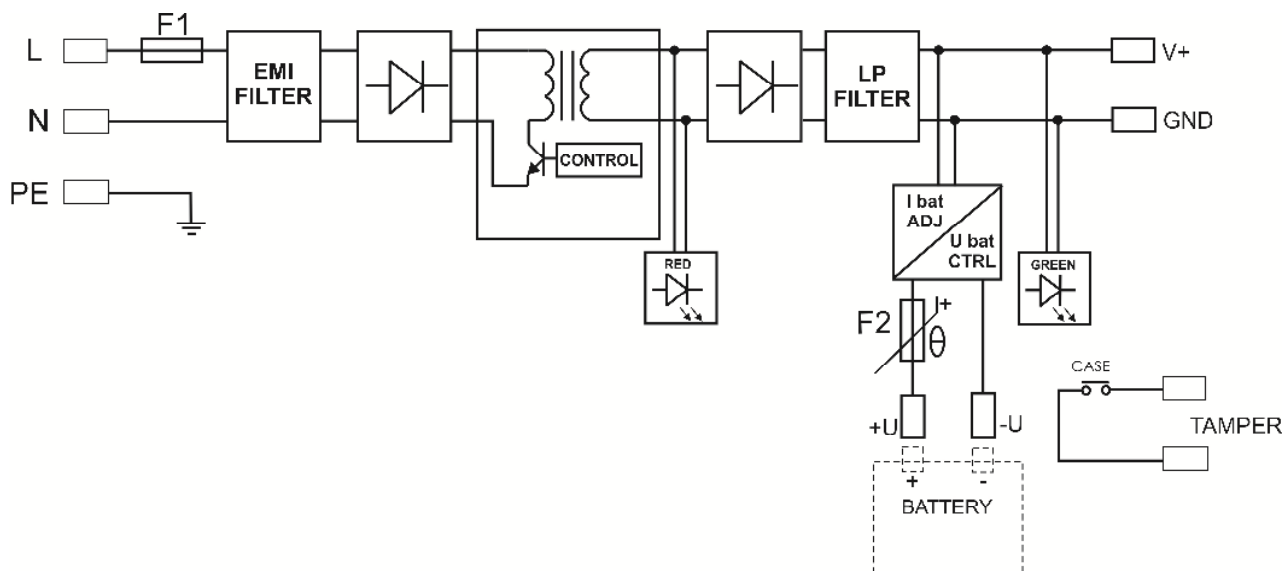 L
F1
EMI
FILTER
LP
FILTER
V+
N
GND
CONTROL
PE
I bat
ADJ
U bat
CTRL
RED
GREEN
F2
I+
θ
CASE
+U
-U
TAMPER
+
-
BATTERY